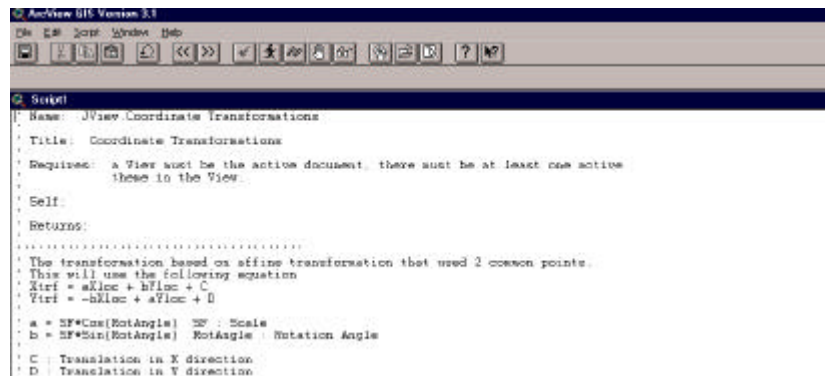 ArcView GIS Version 3.1
File Edit Script Window Help
Script1
' Name: JView.Coordinate Transformations
'
' Title: Coordinate Transformations
'
' Requires: a View must be the active document, there must be at least one active
' theme in the View.
'
' Self:
'
' Returns:
'
' The transformation based on affine transformation that used 2 common points.
' This will use the following equation
' Xtrf = aXloc + bYloc + C
' Ytrf = -bXloc + aYloc + D
'
' a = SF*Cos(RotAngle) SF : Scale
' b = SF*Sin(RotAngle) RotAngle : Rotation Angle
'
' C : Translation in X direction
' D : Translation in Y direction